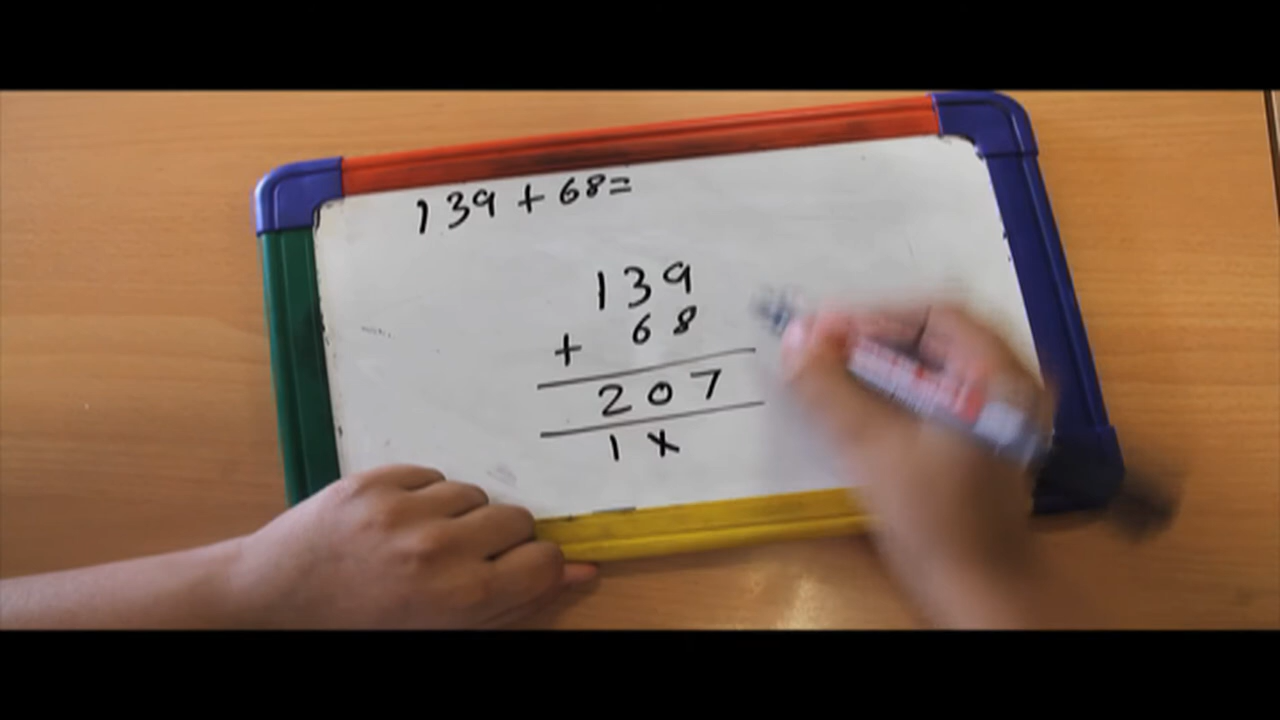 139 + 68=
139
+ 68
207
1 X